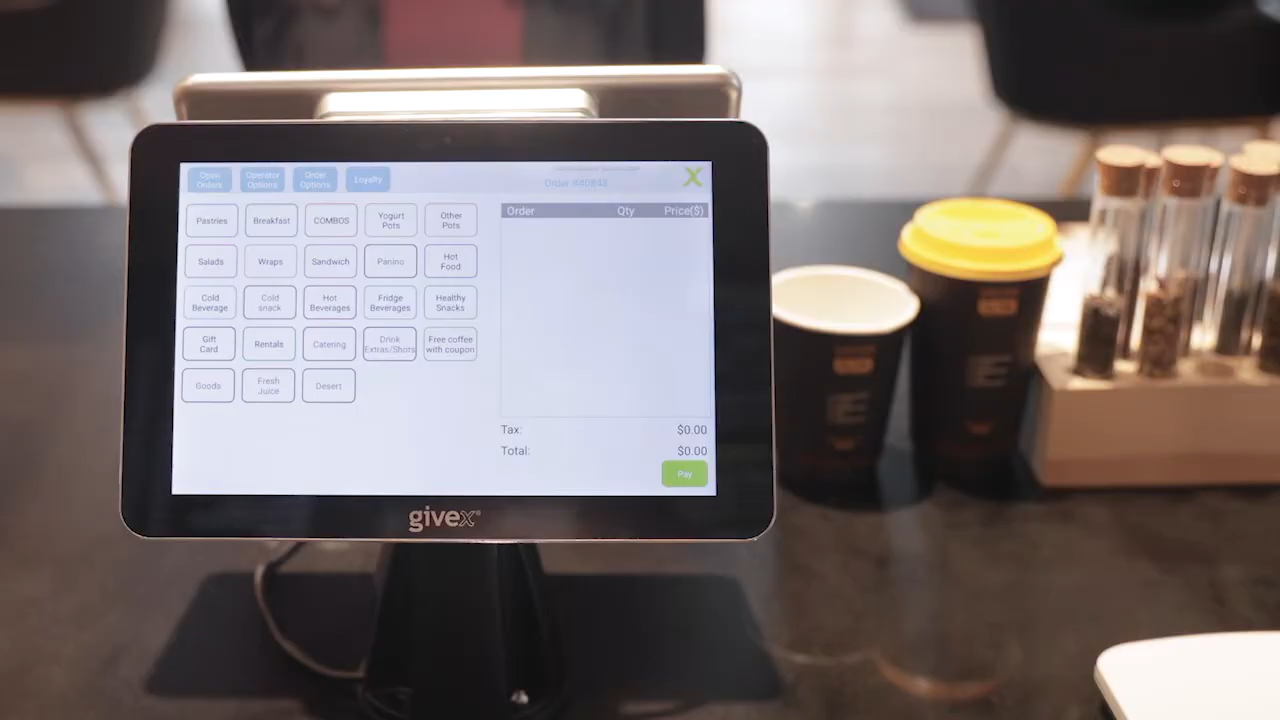 Open
Orders
Operator
Options
Order
Options
Loyalty
Order #40843
X
Pastries
Breakfast
COMBOS
Yogurt
Pots
Other
Pots
Salads
Wraps
Sandwich
Panino
Hot
Food
Cold
Beverage
Cold
snack
Hot
Beverages
Fridge
Beverages
Healthy
Snacks
Gift
Card
Rentals
Catering
Drink
Extras/Shots
Free coffee
with coupon
Goods
Fresh
Juice
Desert
Order Qty Price($)
Tax: $0.00
Total: $0.00
Pay
givex